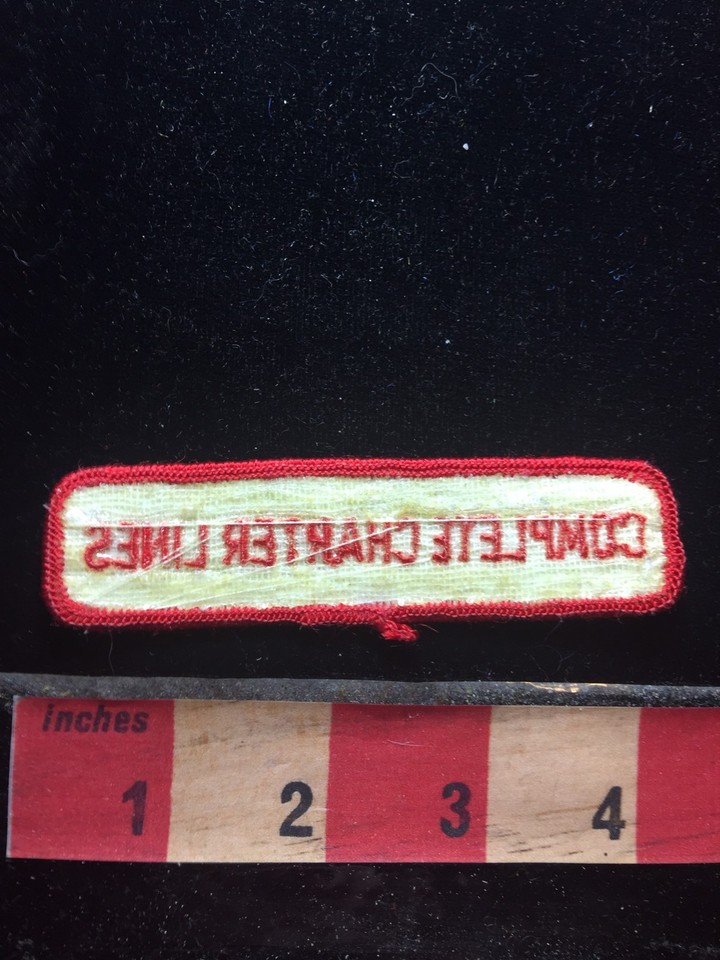 COMPLETE CHARTER LINES
inches
1 2 3 4